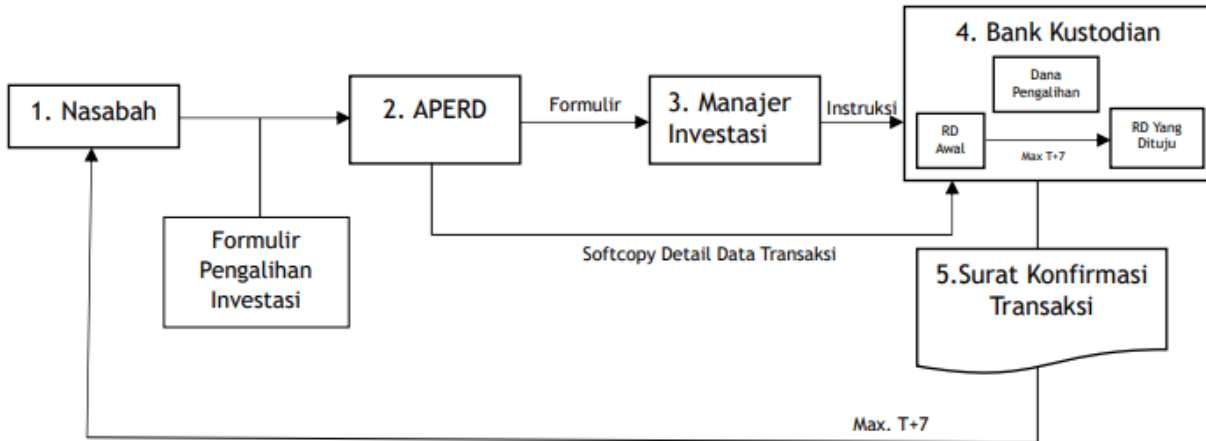 4. Bank Kustodian
Dana
Pengalihan
1. Nasabah
2. APERD
Formulir
3. Manajer
Investasi
Instruksi
RD
Awal
Max T+7
RD Yang
Dituju
Formulir
Pengalihan
Investasi
Softcopy Detail Data Transaksi
5.Surat Konfirmasi
Transaksi
Max. T+7